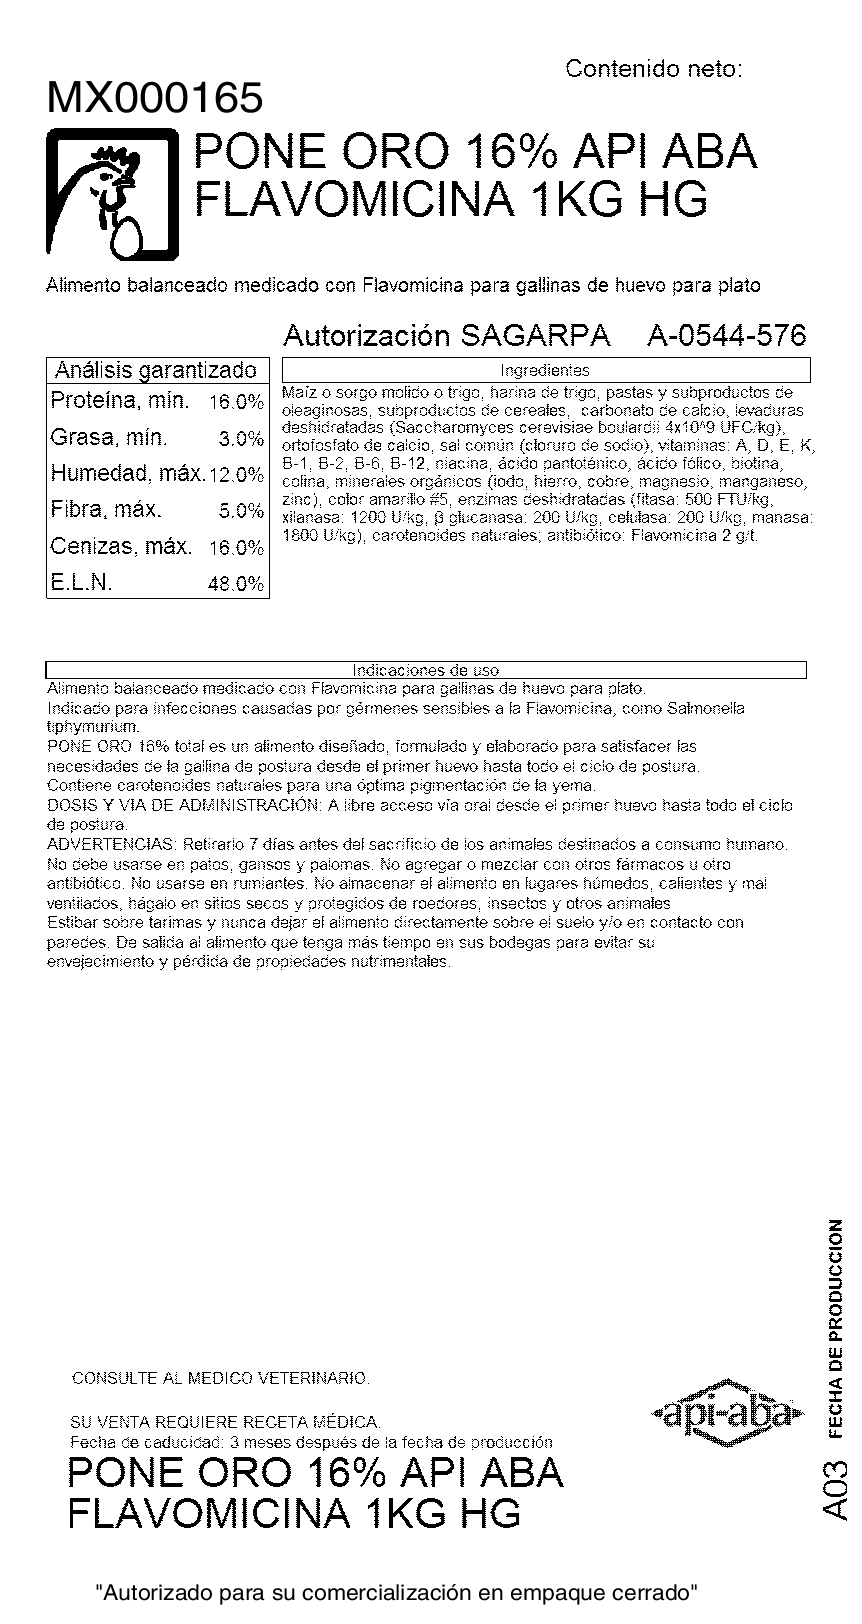 Contenido neto:
MX000165
PONE ORO 16% API ABA
FLAVOMICINA 1KG HG
Alimento balanceado medicado con Flavomicina para gallinas de huevo para plato
Autorización SAGARPA A-0544-576
Análisis garantizado
Proteína, mín. 16.0%
Grasa, mín. 3.0%
Humedad, máx. 12.0%
Fibra, máx. 5.0%
Cenizas, máx. 16.0%
E.L.N. 48.0%
Ingredientes
Maíz o sorgo molido o trigo, harina de trigo, pastas y subproductos de
oleaginosas, subproductos de cereales, carbonato de calcio, levaduras
deshidratadas (Saccharomyces cerevisiae boulardii 4x10^9 UFC/kg),
ortofosfato de calcio, sal común (cloruro de sodio), vitaminas: A, D, E, K,
B-1, B-2, B-6, B-12, niacina, ácido pantoténico, ácido fólico, biotina,
colina, minerales orgánicos (iodo, hierro, cobre, magnesio, manganeso,
zinc), color amarillo #5, enzimas deshidratadas (fitasa: 500 FTU/kg,
xilanasa: 1200 U/kg, β glucanasa: 200 U/kg, celulasa: 200 U/kg, manasa:
1800 U/kg), carotenoides naturales; antibiótico: Flavomicina 2 g/t.
Indicaciones de uso
Alimento balanceado medicado con Flavomicina para gallinas de huevo para plato.
Indicado para infecciones causadas por gérmenes sensibles a la Flavomicina, como Salmonella
tiphymurium.
PONE ORO 16% total es un alimento diseñado, formulado y elaborado para satisfacer las
necesidades de la gallina de postura desde el primer huevo hasta todo el ciclo de postura.
Contiene carotenoides naturales para una óptima pigmentación de la yema.
DOSIS Y VIA DE ADMINISTRACIÓN: A libre acceso vía oral desde el primer huevo hasta todo el ciclo
de postura.
ADVERTENCIAS: Retirarlo 7 días antes del sacrificio de los animales destinados a consumo humano.
No debe usarse en patos, gansos y palomas. No agregar o mezclar con otros fármacos u otro
antibiótico. No usarse en rumiantes. No almacenar el alimento en lugares húmedos, calientes y mal
ventilados, hágalo en sitios secos y protegidos de roedores, insectos y otros animales
Estibar sobre tarimas y nunca dejar el alimento directamente sobre el suelo y/o en contacto con
paredes. De salida al alimento que tenga más tiempo en sus bodegas para evitar su
envejecimiento y pérdida de propiedades nutrimentales.
FECHA DE PRODUCCION
A03
CONSULTE AL MEDICO VETERINARIO.
api-aba
SU VENTA REQUIERE RECETA MÉDICA.
Fecha de caducidad: 3 meses después de la fecha de producción
PONE ORO 16% API ABA
FLAVOMICINA 1KG HG
"Autorizado para su comercialización en empaque cerrado"